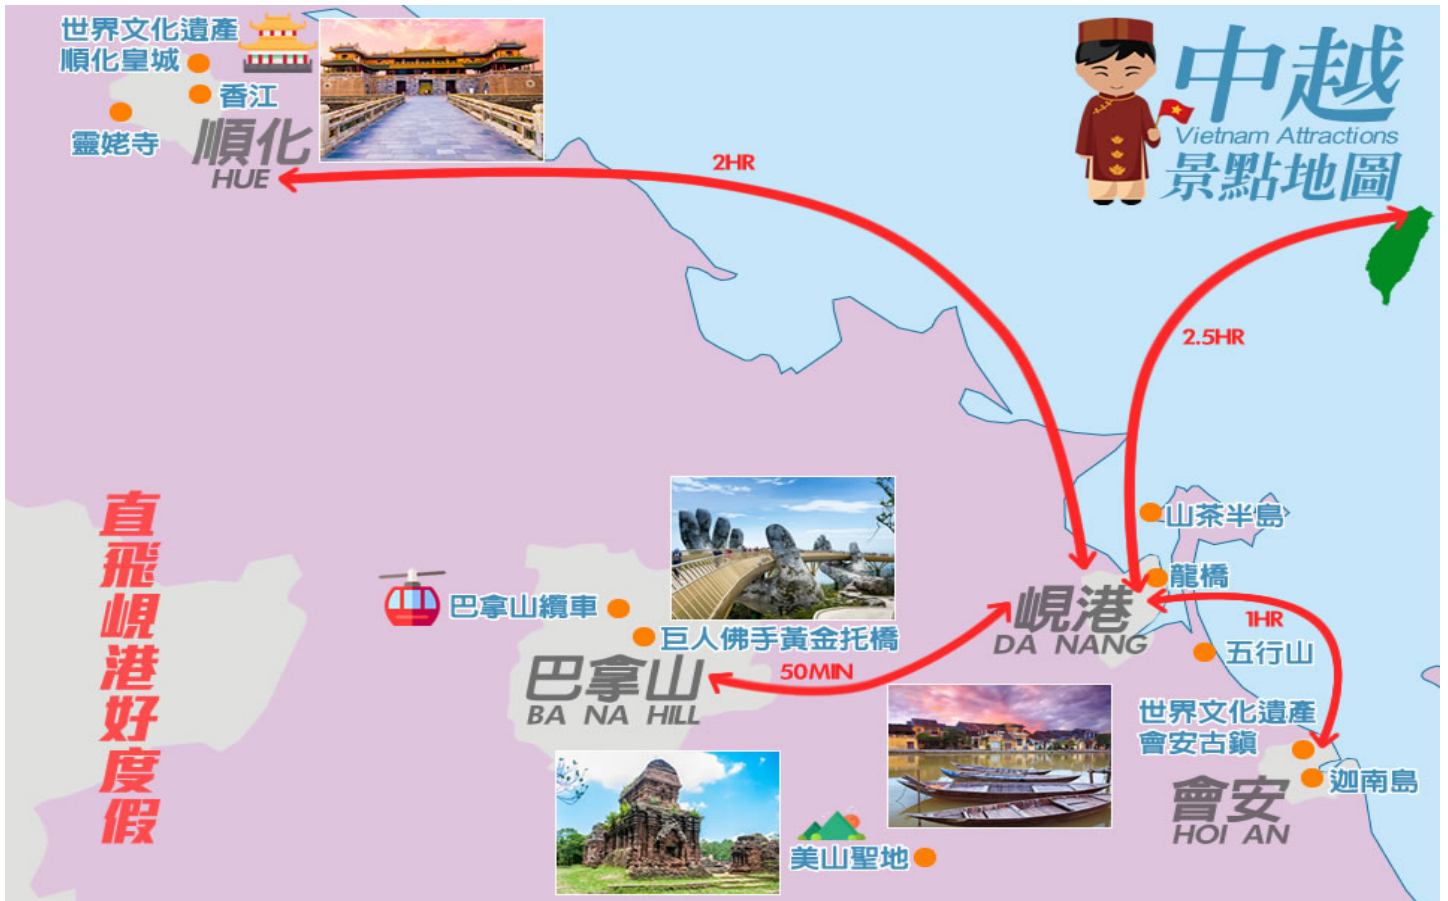 世界文化遺產
順化皇城
香江
靈姥寺
順化
HUE
2HR
中越
Vietnam Attractions
景點地圖
2.5HR
直飛峴港好度假
山茶半島
龍橋
峴港
DA NANG
1HR
五行山
巴拿山纜車
巨人佛手黃金托橋
巴拿山
BA NA HILL
50MIN
世界文化遺產
會安古鎮
迦南島
會安
HOI AN
美山聖地